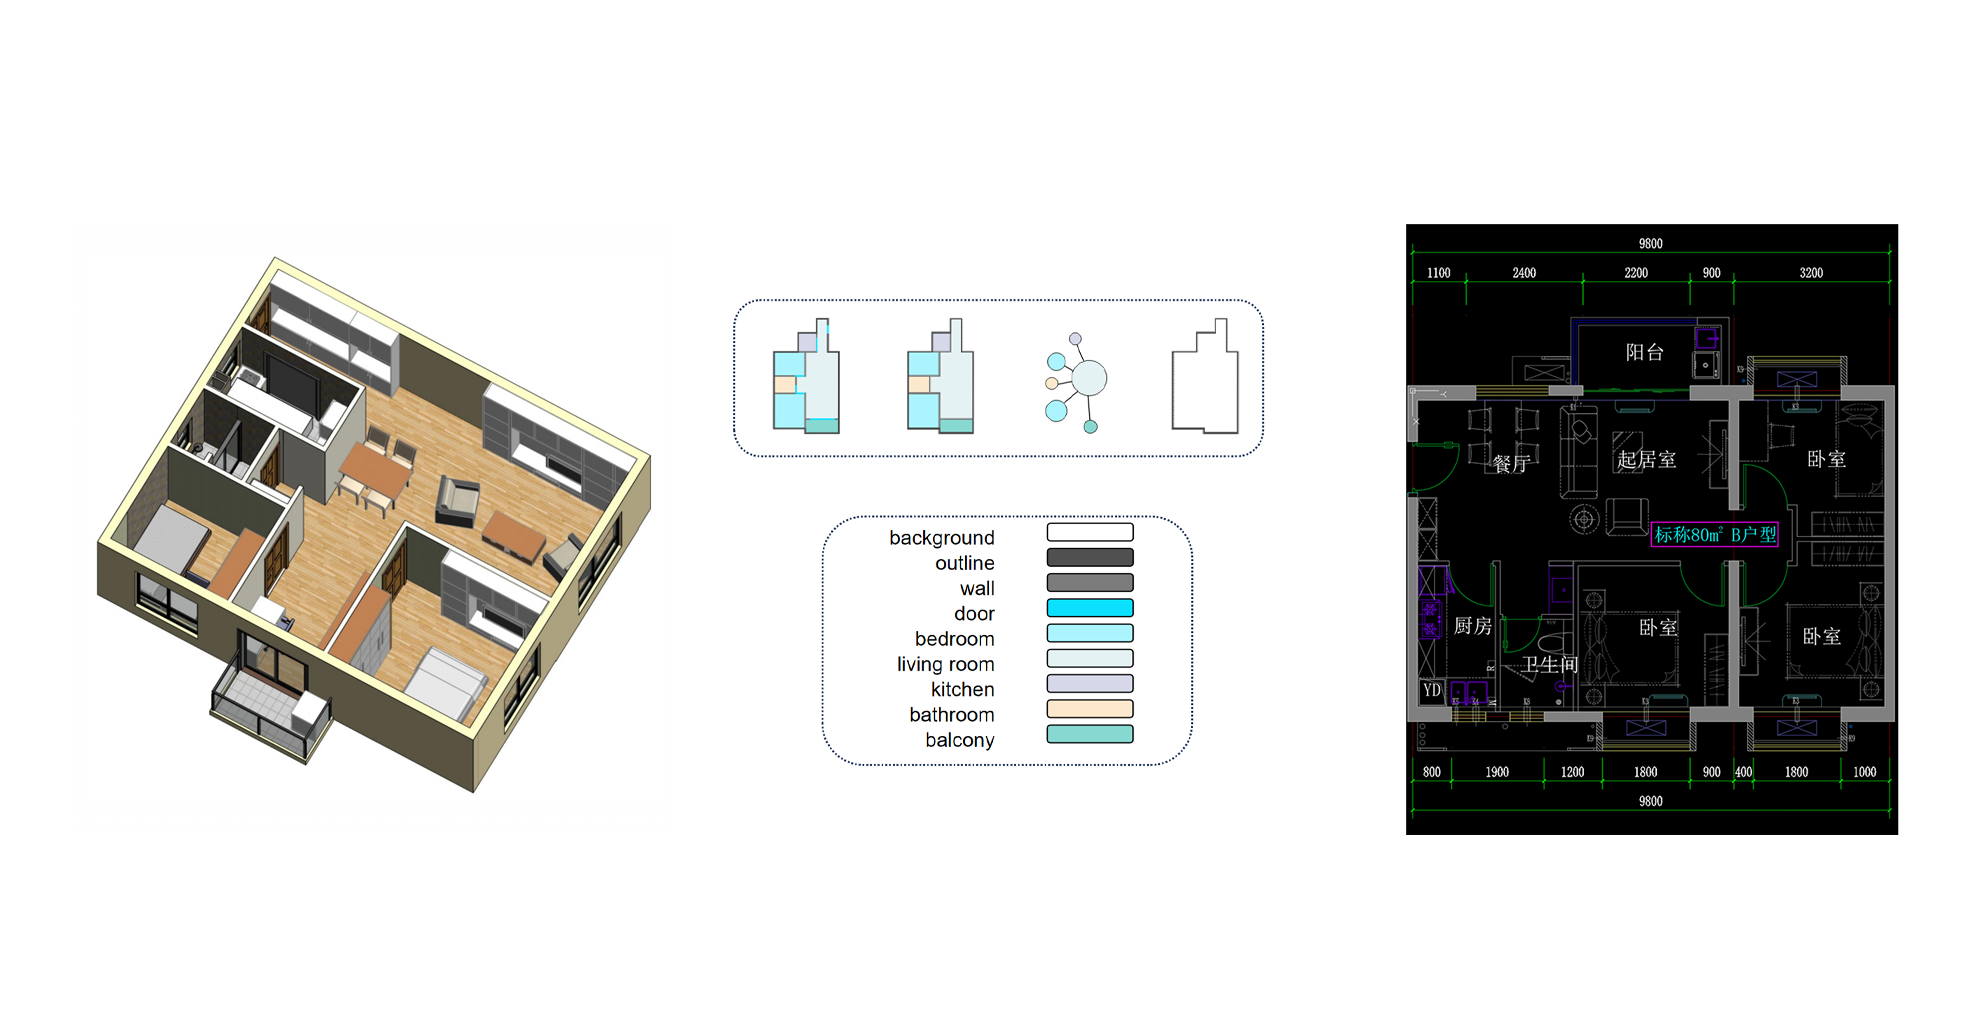 background
outline
wall
door
bedroom
living room
kitchen
bathroom
balcony
9800
1100 2400 2200 900 3200
阳台
餐厅 起居室 卧室
标称80m² B户型
厨房 卧室 卧室
卫生间
YD
800 1900 1200 1800 900 400 1800 1000
9800